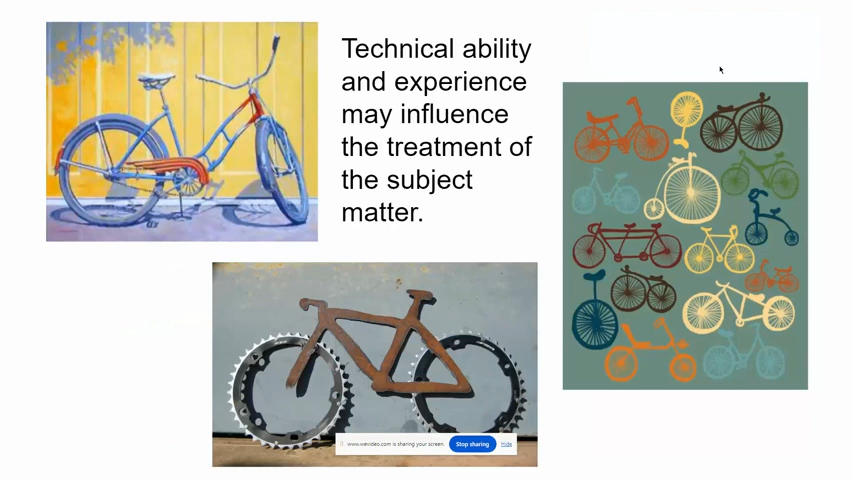 Technical ability
and experience
may influence
the treatment of
the subject
matter.
www.wevideo.com is sharing your screen. Stop sharing Hide